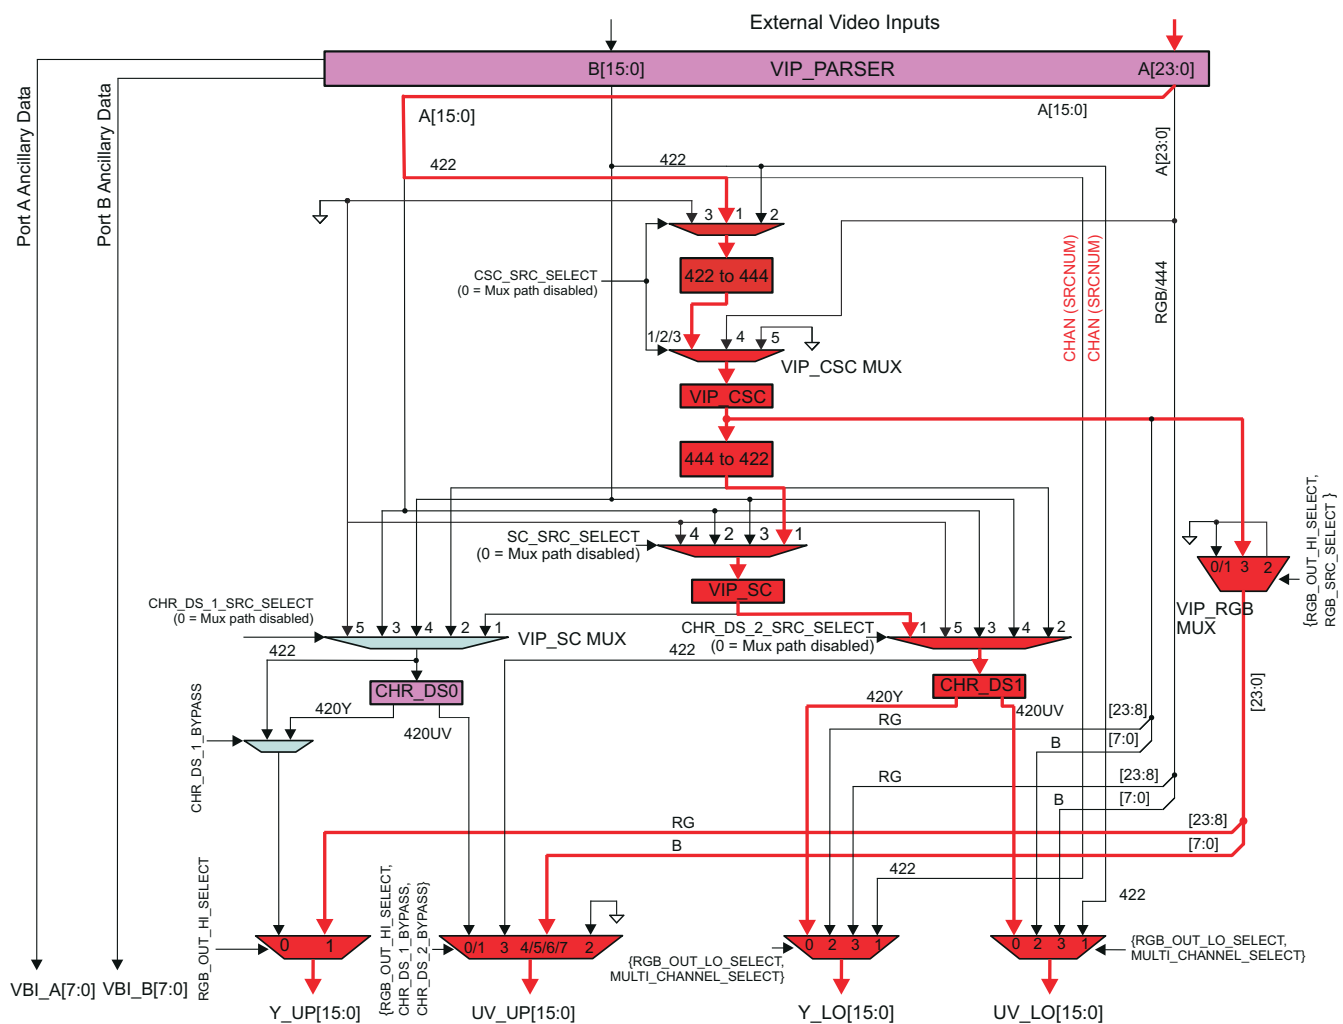 External Video Inputs
B[15:0]
VIP_PARSER
A[23:0]
A[15:0]
A[15:0]
Port A Ancillary Data
Port B Ancillary Data
A[23:0]
422
422
3
1
2
422 to 444
CSC_SRC_SELECT
(0 = Mux path disabled)
CHAN (SRCNUM)
CHAN (SRCNUM)
RGB/444
1/2/3
4
5
VIP_CSC MUX
VIP_CSC
444 to 422
SC_SRC_SELECT
(0 = Mux path disabled)
4
2
3
1
VIP_SC
{RGB_OUT_HI_SELECT,
RGB_SRC_SELECT }
0/1
3
2
VIP_RGB
MUX
CHR_DS_1_SRC_SELECT
(0 = Mux path disabled)
5
3
4
2
1
VIP_SC MUX
CHR_DS_2_SRC_SELECT
(0 = Mux path disabled)
1
5
3
4
2
422
422
CHR_DS0
CHR_DS1
420Y
420UV
420Y
420UV
[23:0]
CHR_DS_1_BYPASS
RG
[23:8]
B
[7:0]
RG
[23:8]
B
[7:0]
RG
[23:8]
B
[7:0]
422
422
RGB_OUT_HI_SELECT
0
1
{RGB_OUT_HI_SELECT,
CHR_DS_1_BYPASS,
CHR_DS_2_BYPASS}
0/1
3
4/5/6/7
2
{RGB_OUT_LO_SELECT,
MULTI_CHANNEL_SELECT}
0
2
3
1
0
2
3
1
{RGB_OUT_LO_SELECT,
MULTI_CHANNEL_SELECT}
VBI_A[7:0]
VBI_B[7:0]
Y_UP[15:0]
UV_UP[15:0]
Y_LO[15:0]
UV_LO[15:0]